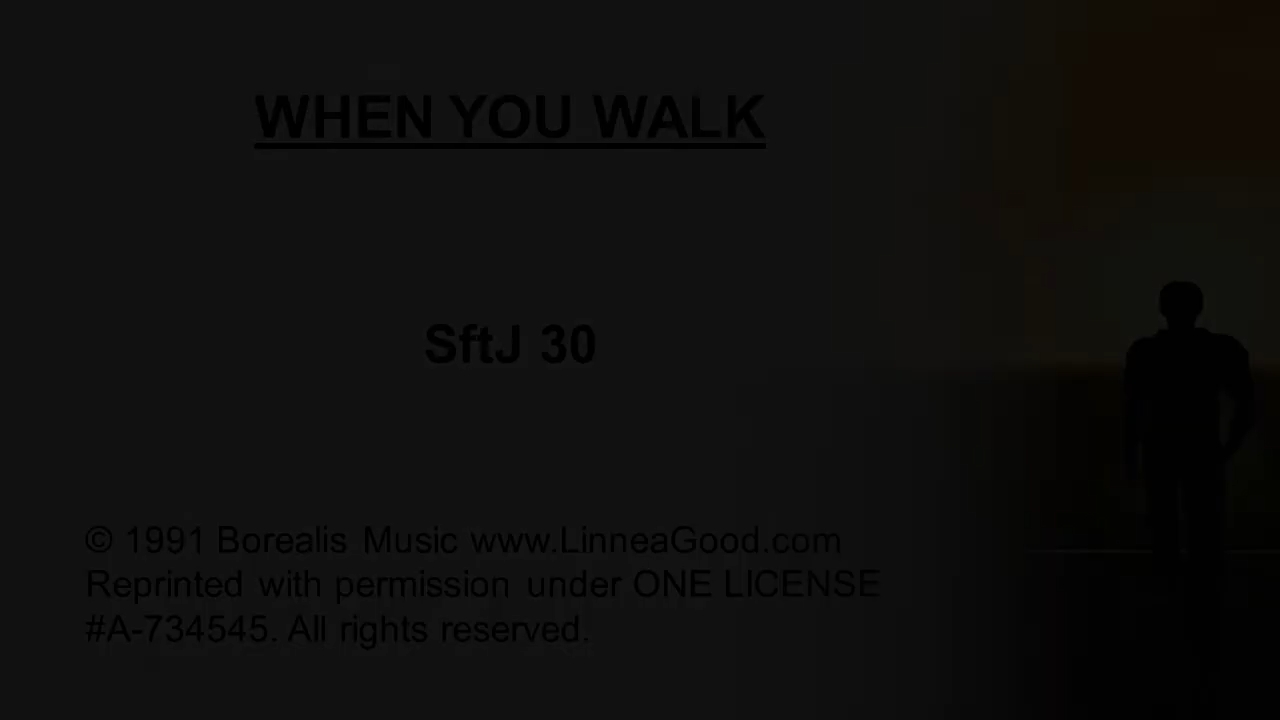 WHEN YOU WALK
SftJ 30
© 1991 Borealis Music www.LinneaGood.com
Reprinted with permission under ONE LICENSE
#A-734545. All rights reserved.